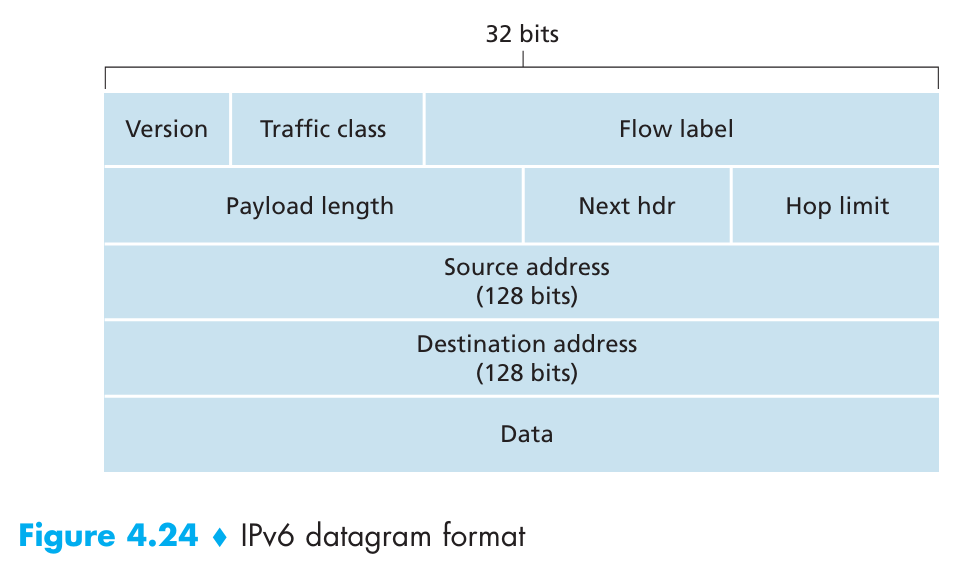 32 bits
Version Traffic class Flow label
Payload length Next hdr Hop limit
Source address
(128 bits)
Destination address
(128 bits)
Data
Figure 4.24 ♦ IPv6 datagram format